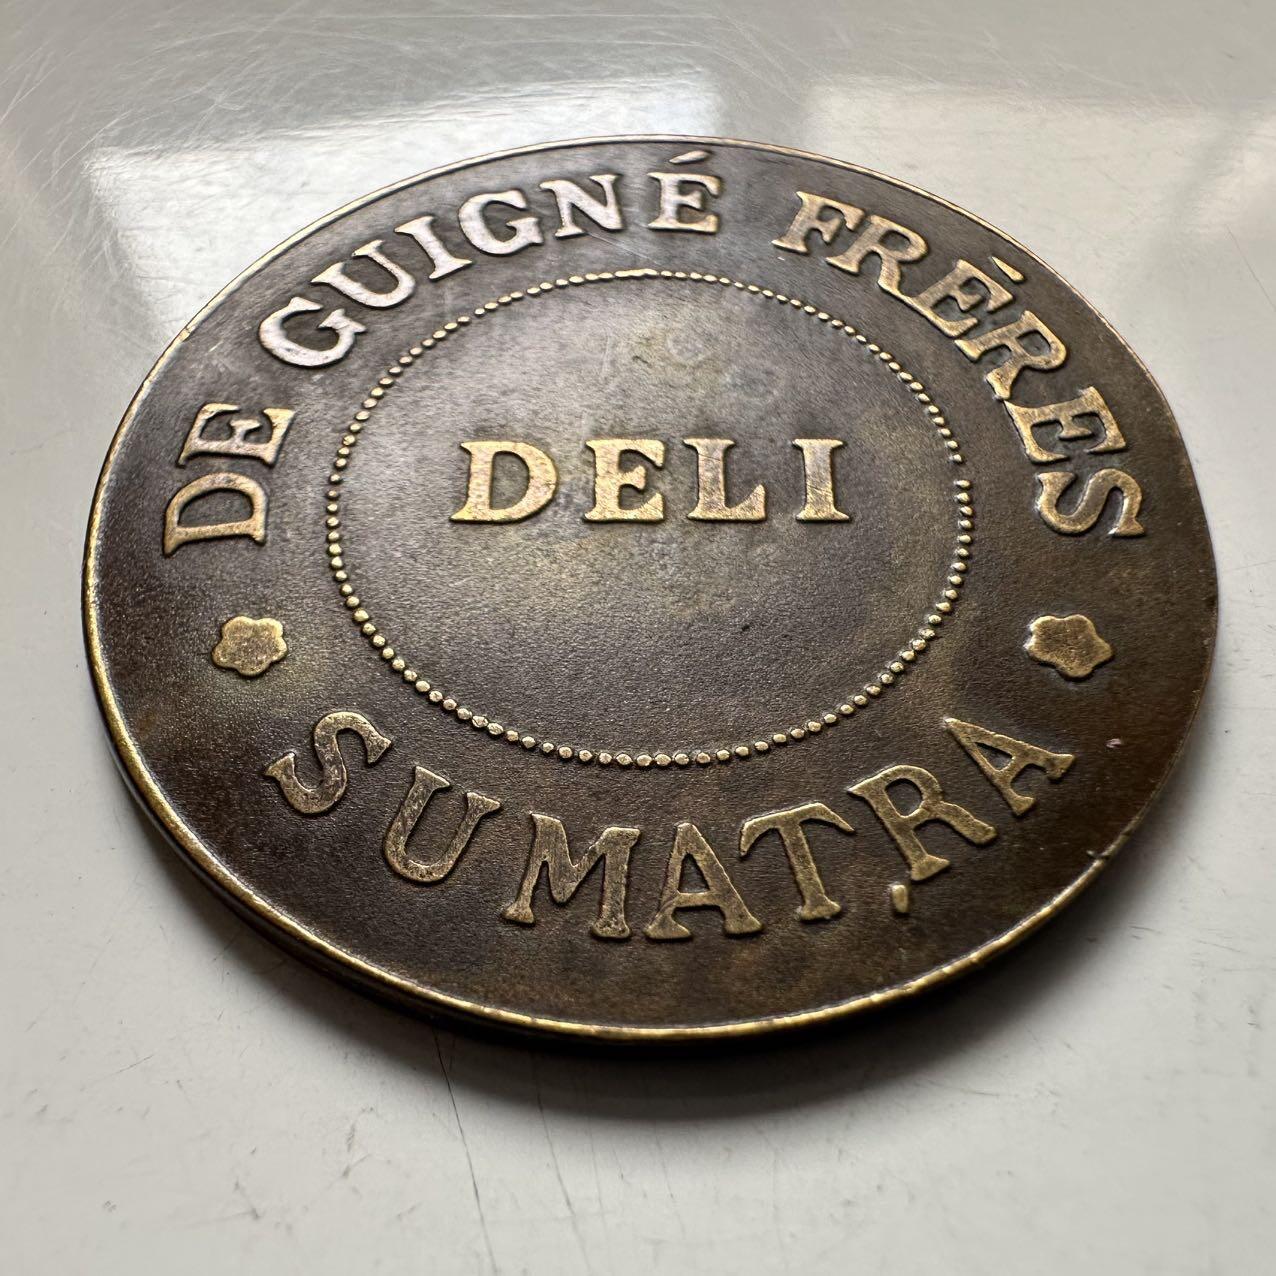 DE GUIGNÉ FRÉRES
DELI
SUMATRA